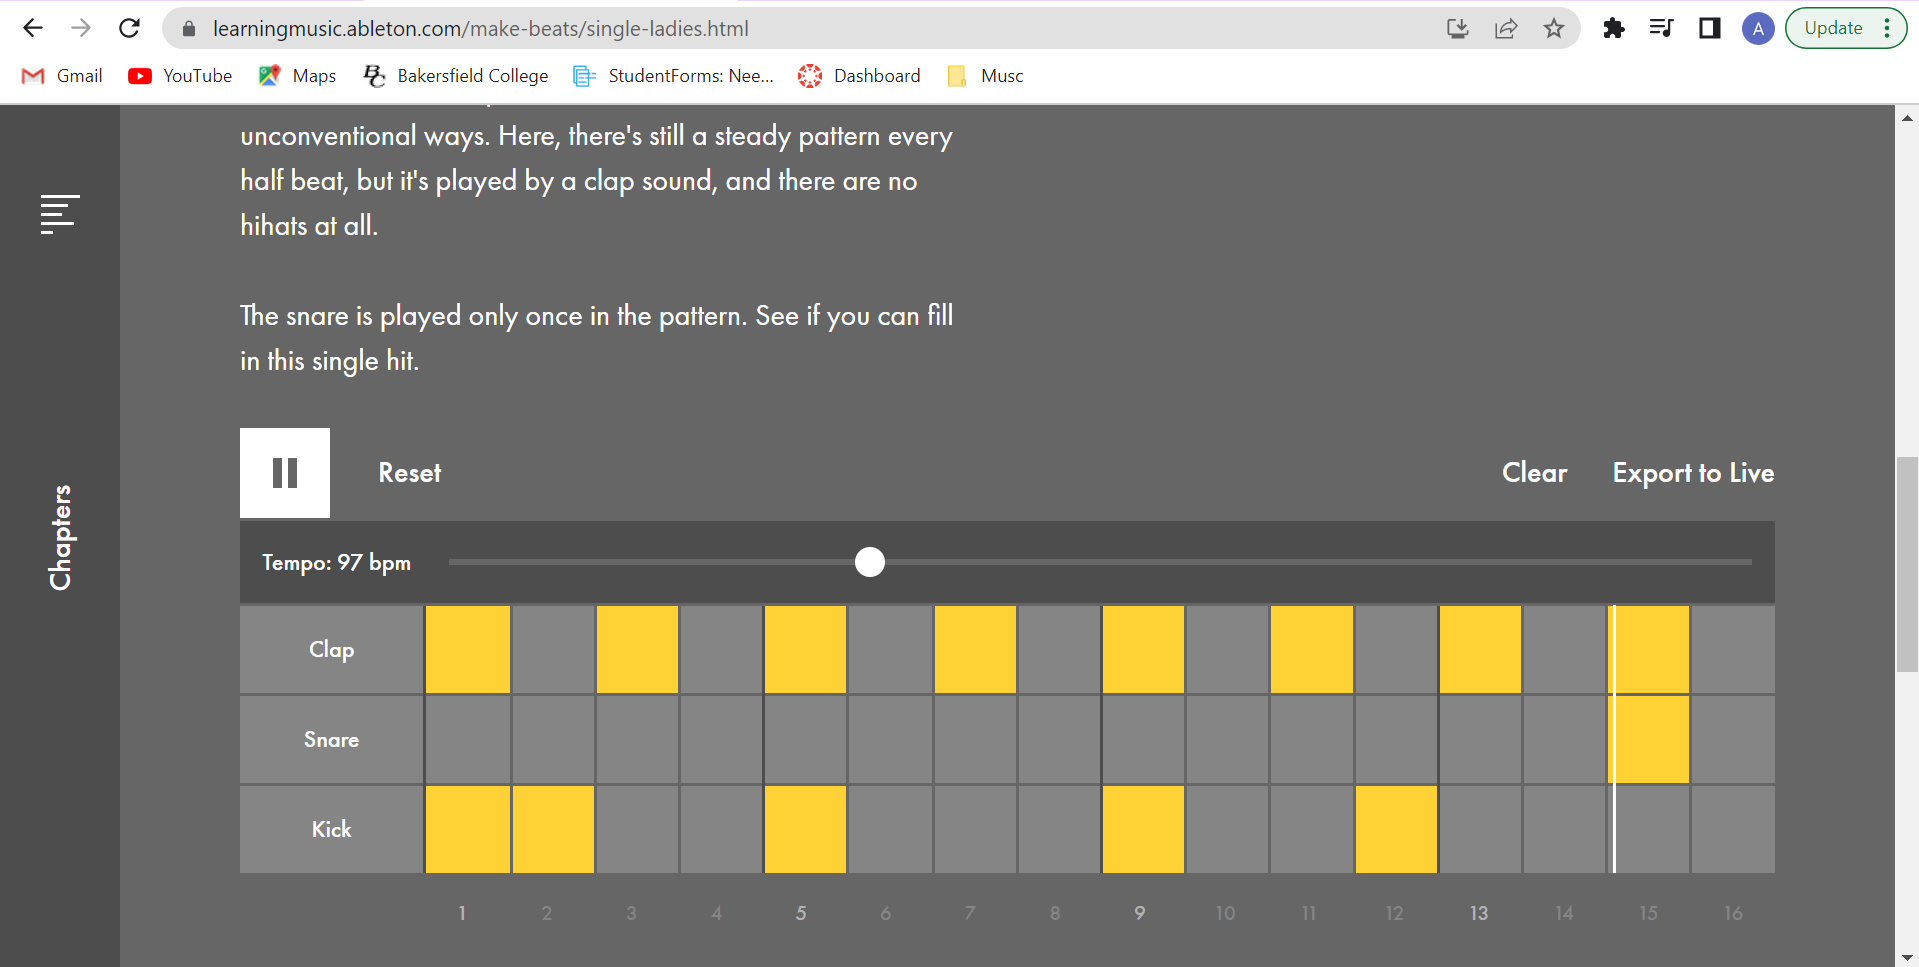 learningmusic.ableton.com/make-beats/single-ladies.html
A
Update
Gmail
YouTube
Maps
BC
Bakersfield College
StudentForms: Nee...
Dashboard
Musc
unconventional ways. Here, there's still a steady pattern every
half beat, but it's played by a clap sound, and there are no
hihats at all.
The snare is played only once in the pattern. See if you can fill
in this single hit.
Chapters
Reset
Clear
Export to Live
Tempo: 97 bpm
Clap
Snare
Kick
1 2 3 4 5 6 7 8 9 10 11 12 13 14 15 16